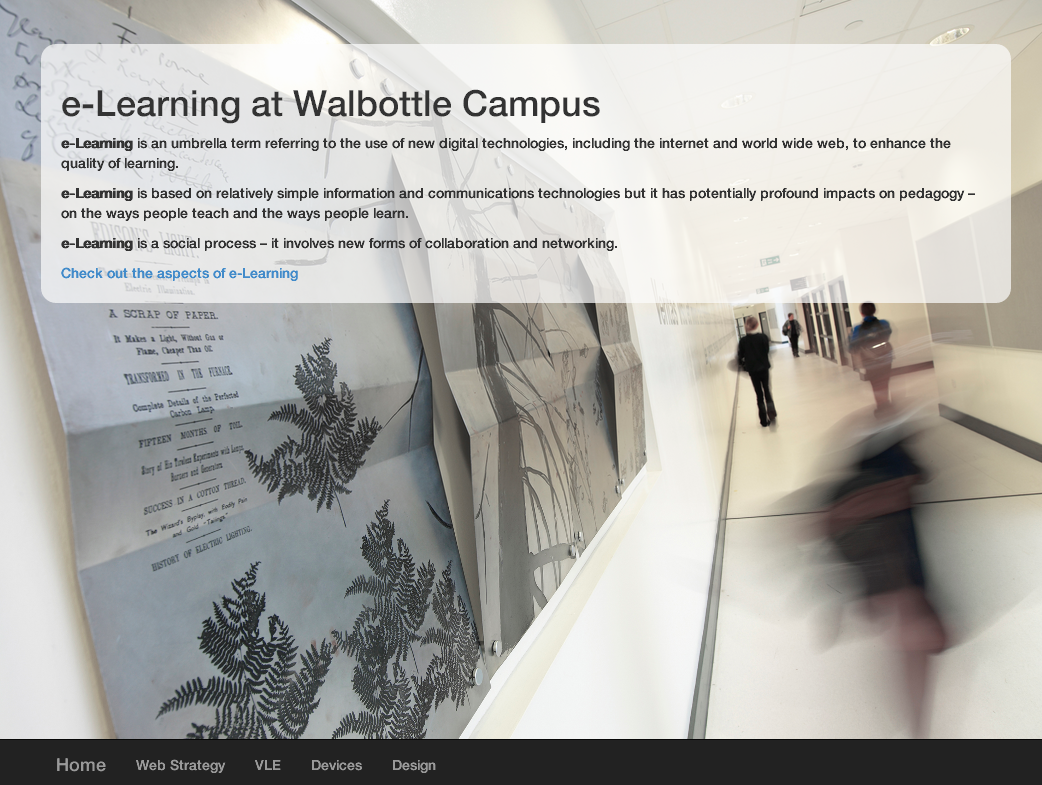 e-Learning at Walbottle Campus
e-Learning is an umbrella term referring to the use of new digital technologies, including the internet and world wide web, to enhance the
quality of learning.
e-Learning is based on relatively simple information and communications technologies but it has potentially profound impacts on pedagogy –
on the ways people teach and the ways people learn.
e-Learning is a social process – it involves new forms of collaboration and networking.
Check out the aspects of e-Learning
EDISON'S LIGHT.
Electric Illumination.
A SCRAP OF PAPER.
It Makes a Light, Without Gas or
Flame, Cheaper Than Oil
TRANSFORMED IN THE FURNACE.
Complete Details of the Perfected
Carbon Lamp.
FIFTEEN MONTHS OF TOIL.
Story of His Tireless Experiments with Lamps,
Burners and Generators.
SUCCESS IN A COTTON THREAD.
The Wizard's Byplay, with Bodily Pain
and Gold "Tailings."
HISTORY OF ELECTRIC LIGHTING.
Home
Web Strategy
VLE
Devices
Design